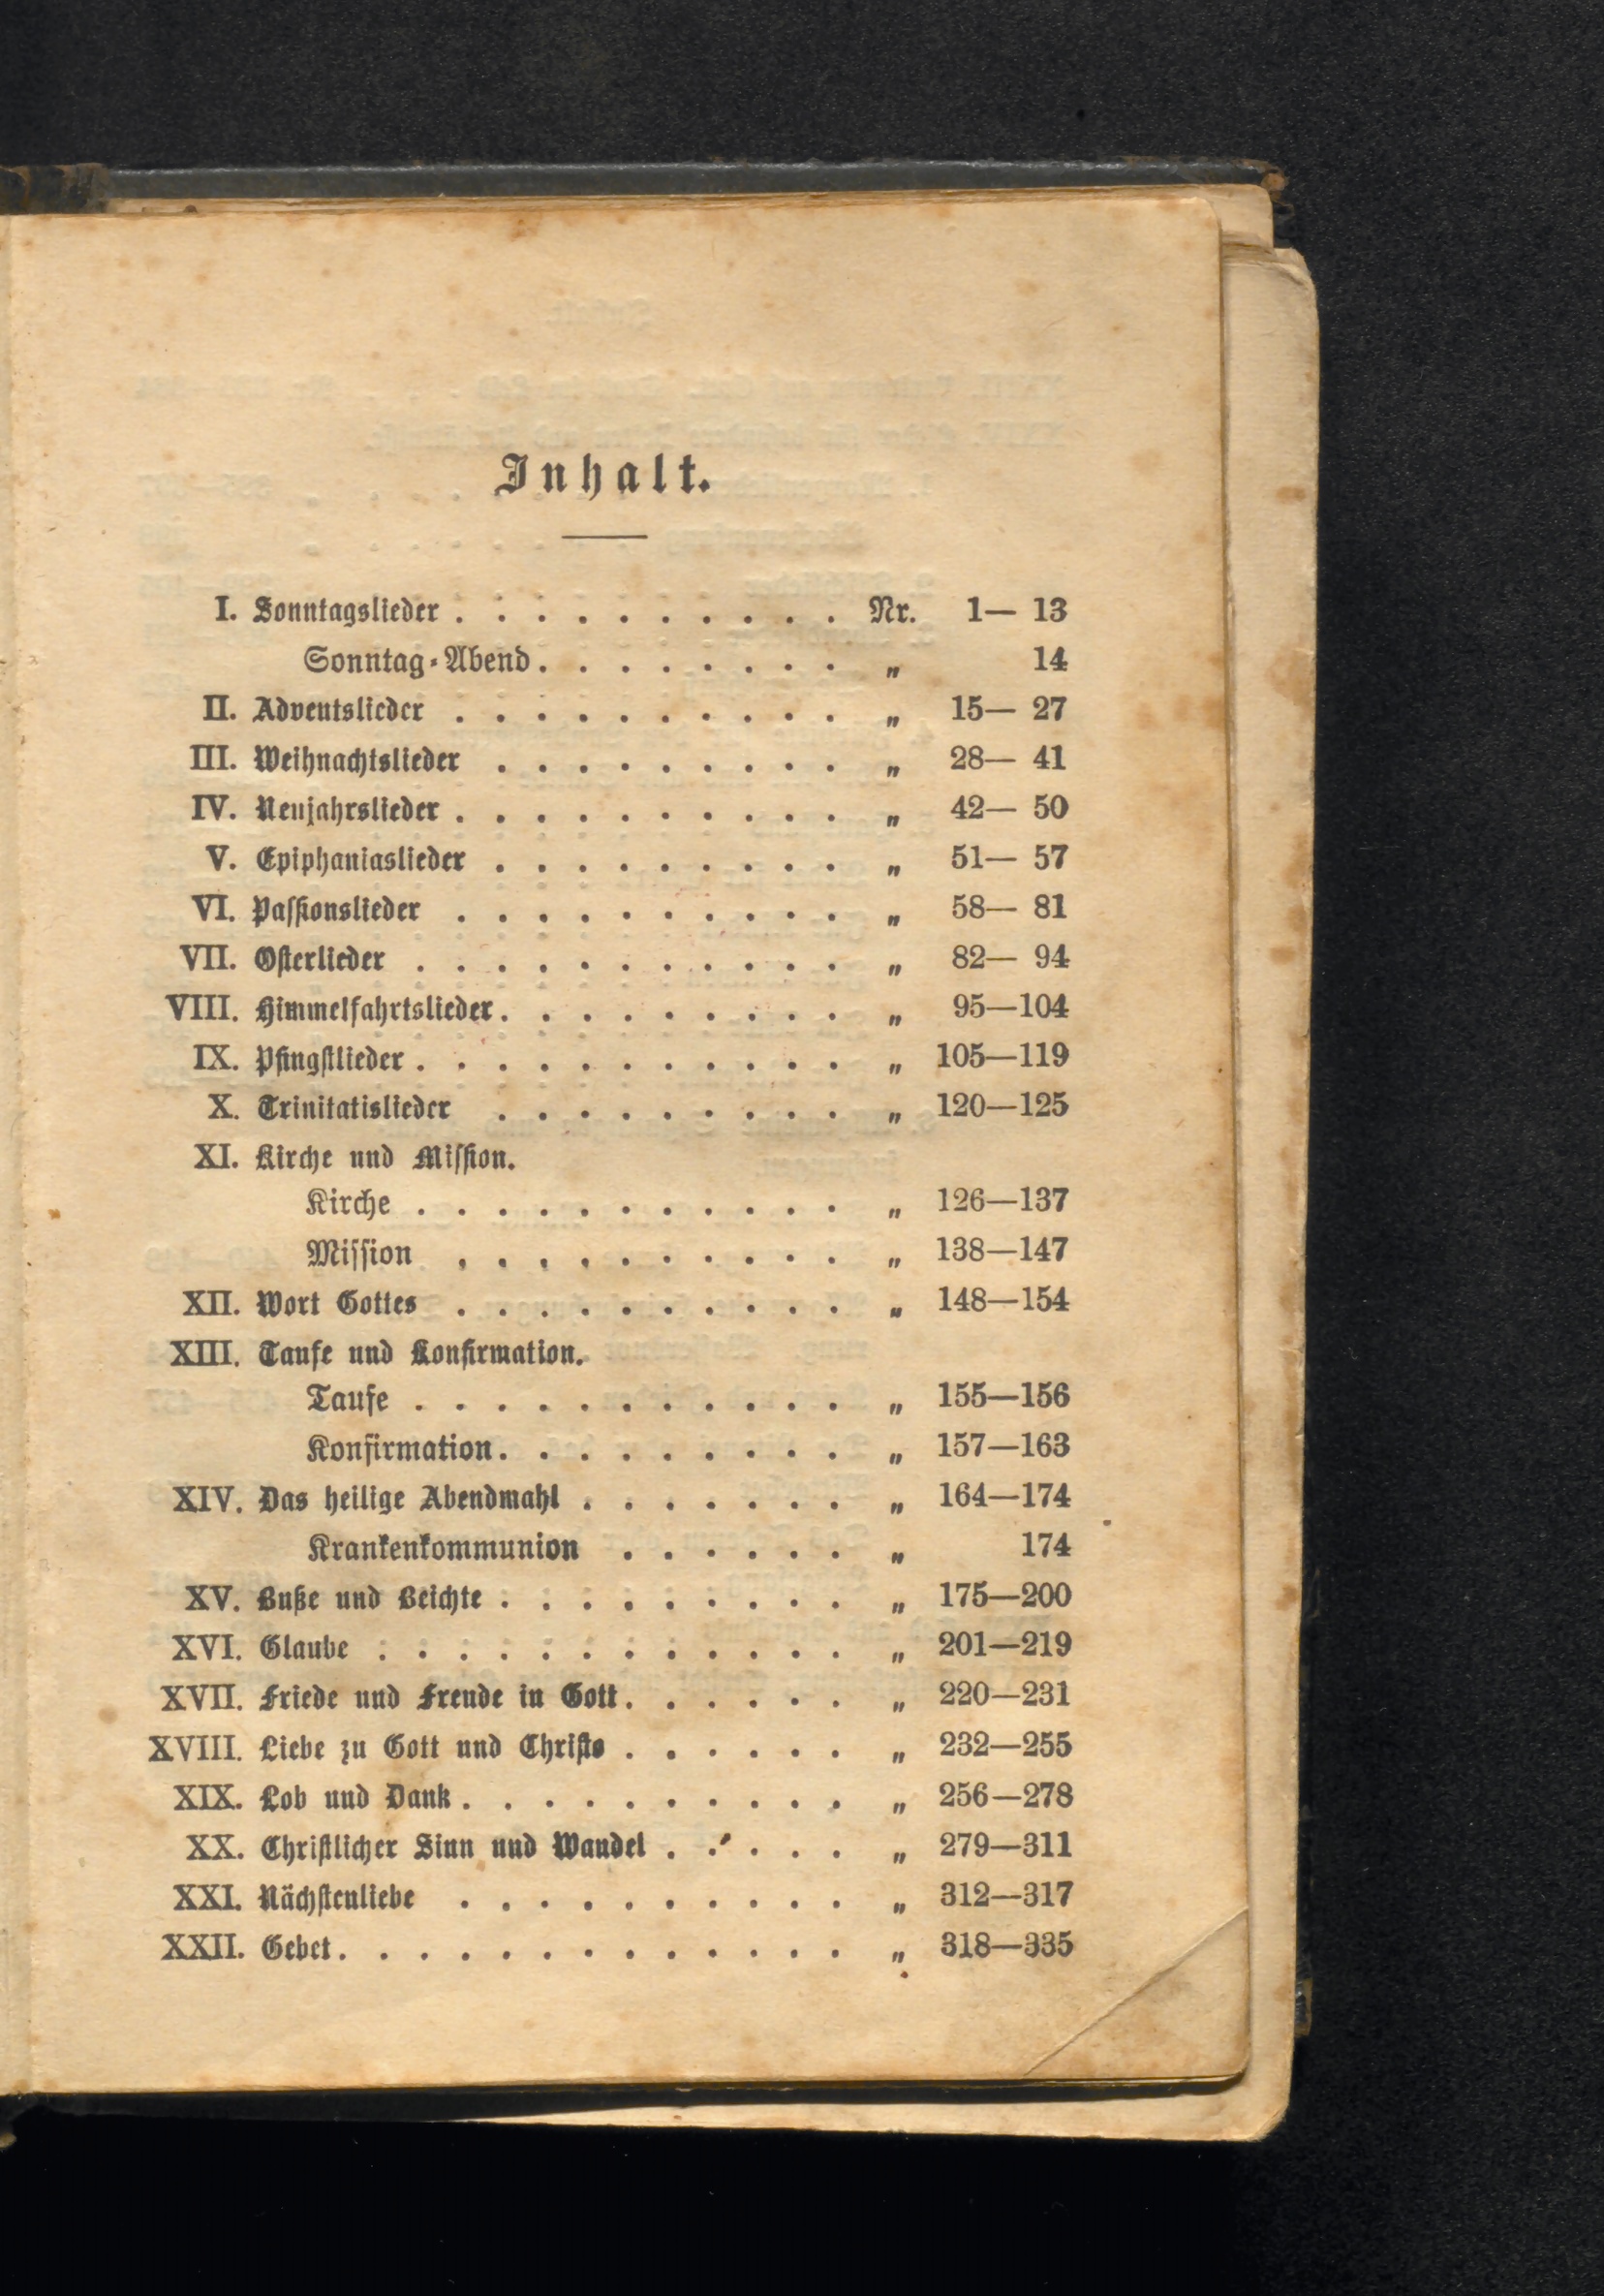 Inhalt.
I. Sonntagslieder . . . . . . . . . . Nr. 1— 13
Sonntag-Abend . . . . . . . . „ 14
II. Adventslieder . . . . . . . . . . „ 15— 27
III. Weihnachtslieder . . . . . . . . . „ 28— 41
IV. Neujahrslieder . . . . . . . . . . „ 42— 50
V. Epiphaniaslieder . . . . . . . . . „ 51— 57
VI. Passionslieder . . . . . . . . . . „ 58— 81
VII. Osterlieder . . . . . . . . . . . „ 82— 94
VIII. Himmelfahrtslieder . . . . . . . . . „ 95—104
IX. Pfingstlieder . . . . . . . . . . . „ 105—119
X. Trinitatislieder . . . . . . . . . „ 120—125
XI. Kirche und Mission.
Kirche . . . . . . . . . . . „ 126—137
Mission . . . . . . . . . . „ 138—147
XII. Wort Gottes . . . . . . . . . . „ 148—154
XIII. Taufe und Konfirmation.
Taufe . . . . . . . . . . . „ 155—156
Konfirmation . . . . . . . . . „ 157—163
XIV. Das heilige Abendmahl . . . . . . . „ 164—174
Krankenkommunion . . . . . . „ 174
XV. Buße und Beichte . . . . . . . . . „ 175—200
XVI. Glaube . . . . . . . . . . . . „ 201—219
XVII. Friede und Freude in Gott . . . . . . „ 220—231
XVIII. Liebe zu Gott und Christo . . . . . . „ 232—255
XIX. Lob und Dank . . . . . . . . . . „ 256—278
XX. Christlicher Sinn und Wandel . . . . . „ 279—311
XXI. Nächstenliebe . . . . . . . . . . „ 312—317
XXII. Gebet . . . . . . . . . . . . . „ 318—335